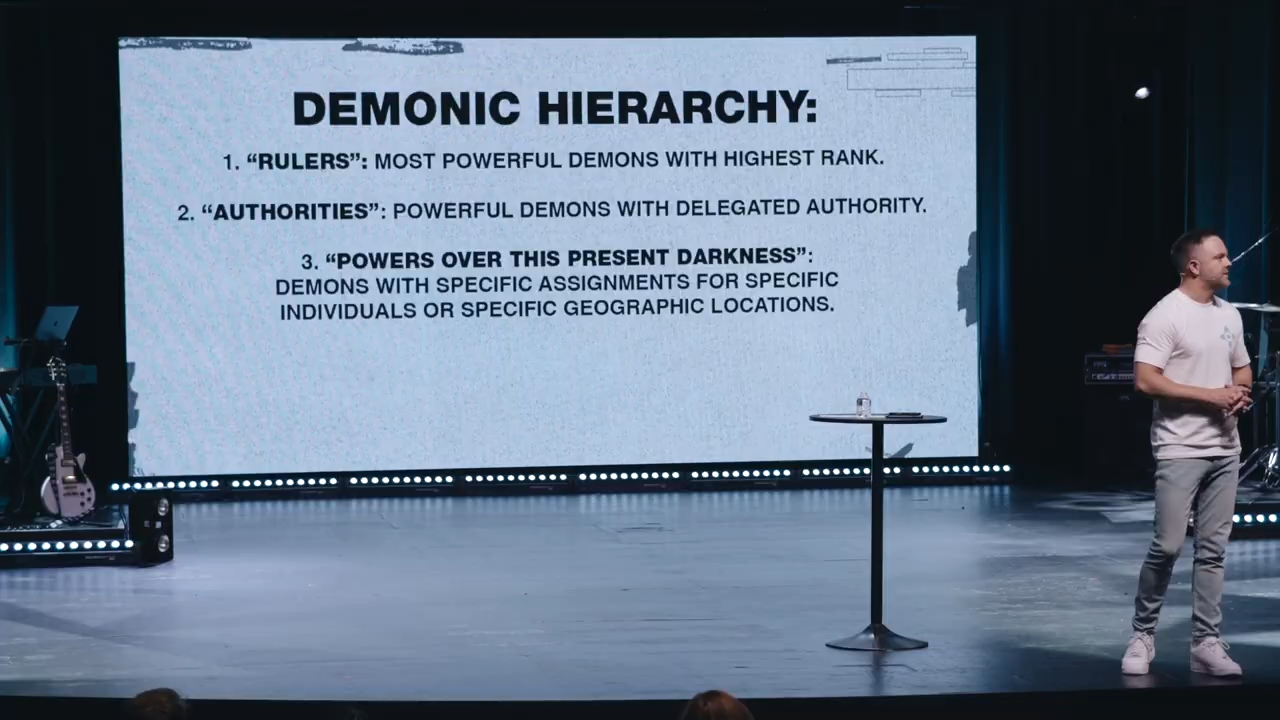 DEMONIC HIERARCHY:
1. “RULERS”: MOST POWERFUL DEMONS WITH HIGHEST RANK.
2. “AUTHORITIES”: POWERFUL DEMONS WITH DELEGATED AUTHORITY.
3. “POWERS OVER THIS PRESENT DARKNESS”:
DEMONS WITH SPECIFIC ASSIGNMENTS FOR SPECIFIC
INDIVIDUALS OR SPECIFIC GEOGRAPHIC LOCATIONS.